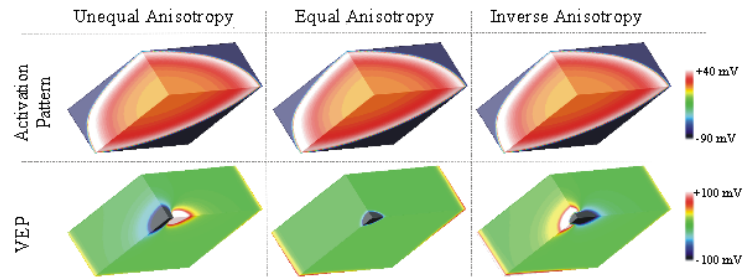 Unequal Anisotropy
Equal Anisotropy
Inverse Anisotropy
Activation
Pattern
+40 mV
-90 mV
VEP
+100 mV
-100 mV